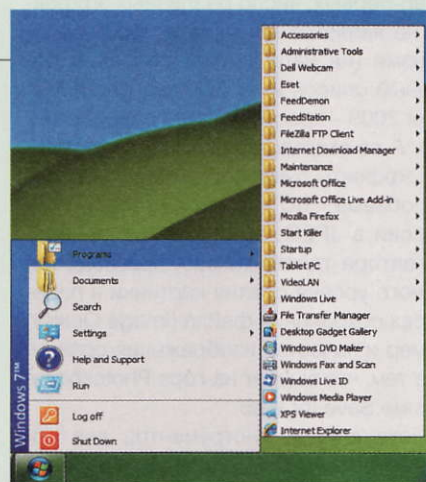 Accessories
Administrative Tools
Dell Webcam
Eset
FeedDemon
FeedStation
FileZilla FTP Client
Internet Download Manager
Maintenance
Microsoft Office
Microsoft Office Live Add-in
Mozilla Firefox
Start Killer
Startup
Tablet PC
VideoLAN
Windows Live
File Transfer Manager
Desktop Gadget Gallery
Windows DVD Maker
Windows Fax and Scan
Windows Live ID
Windows Media Player
XPS Viewer
Internet Explorer
Programs
Documents
Search
Help and Support
Run
Log off
Shut Down
Windows 7™